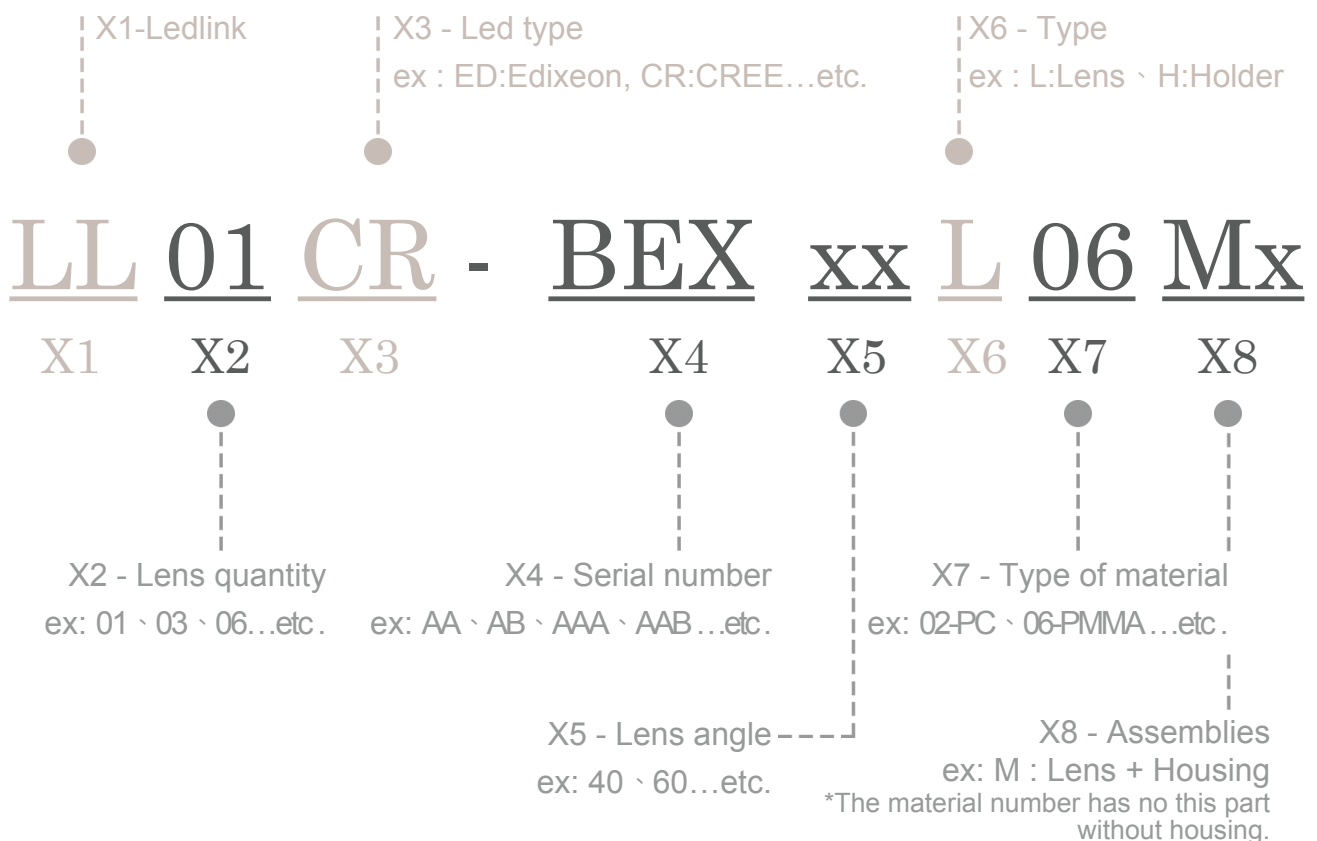 X1-Ledlink
X3 - Led type
ex : ED:Edixeon, CR:CREE…etc.
X6 - Type
ex : L:Lens、H:Holder
LL 01 CR - BEX xx L 06 Mx
X1 X2 X3 X4 X5 X6 X7 X8
X2 - Lens quantity
ex: 01、03、06…etc.
X4 - Serial number
ex: AA、AB、AAA、AAB…etc.
X7 - Type of material
ex: 02-PC、06-PMMA…etc.
X5 - Lens angle
ex: 40、60…etc.
X8 - Assemblies
ex: M : Lens + Housing
*The material number has no this part
without housing.